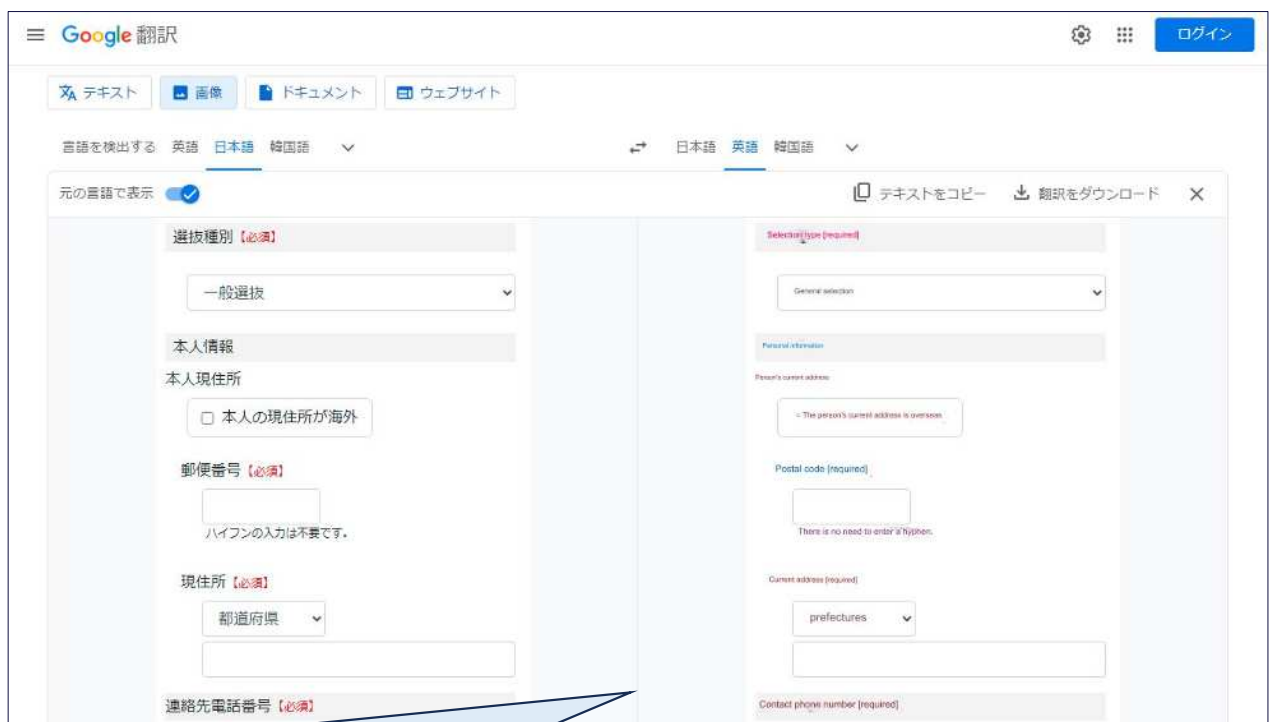 Google 翻訳
ログイン
テキスト 画像 ドキュメント ウェブサイト
言語を検出する 英語 日本語 韓国語
日本語 英語 韓国語
元の言語で表示
テキストをコピー 翻訳をダウンロード
選抜種別【必須】
一般選抜
本人情報
本人現住所
本人の現住所が海外
郵便番号【必須】
ハイフンの入力は不要です。
現住所【必須】
都道府県
連絡先電話番号【必須】
Selection type [required]
General selection
Personal information
Person's current address
The person's current address is overseas
Postal code [required]
There is no need to enter a hyphen.
Current address [required]
prefectures
Contact phone number [required]